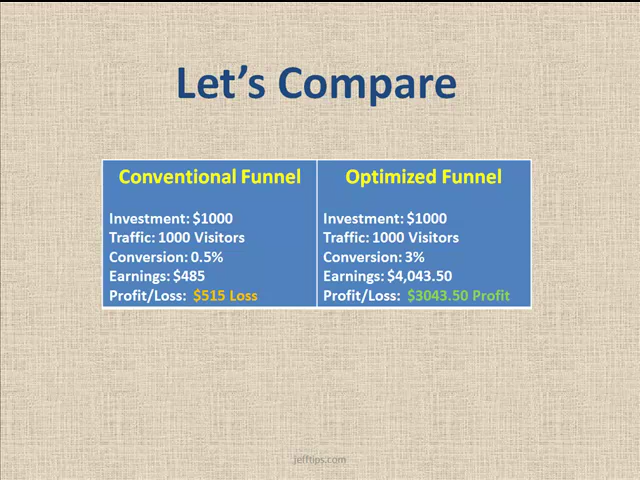 Let's Compare
Conventional Funnel
Investment: $1000
Traffic: 1000 Visitors
Conversion: 0.5%
Earnings: $485
Profit/Loss: $515 Loss
Optimized Funnel
Investment: $1000
Traffic: 1000 Visitors
Conversion: 3%
Earnings: $4,043.50
Profit/Loss: $3043.50 Profit
jefftips.com